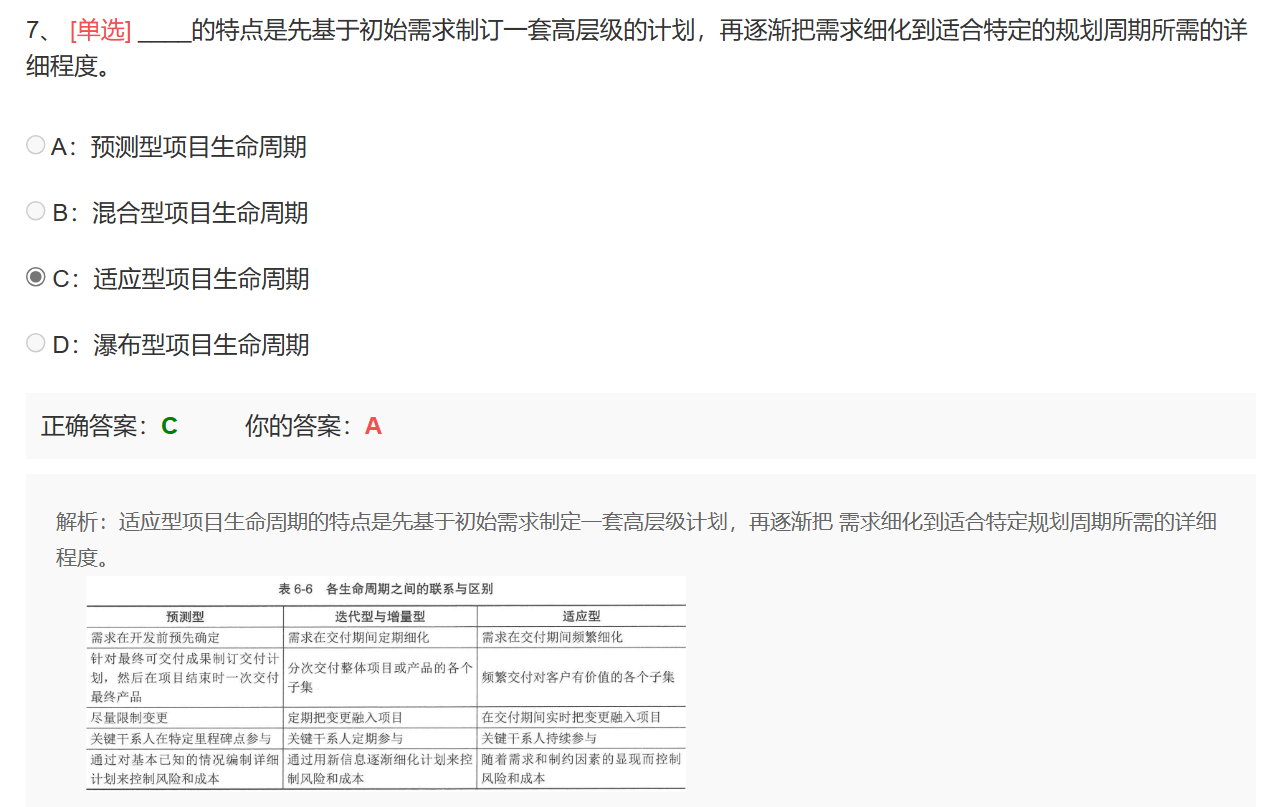 7、 [单选] _____的特点是先基于初始需求制订一套高层级的计划，再逐渐把需求细化到适合特定的规划周期所需的详
细程度。
A：预测型项目生命周期
B：混合型项目生命周期
C：适应型项目生命周期
D：瀑布型项目生命周期
正确答案：C 你的答案：A
解析：适应型项目生命周期的特点是先基于初始需求制定一套高层级计划，再逐渐把 需求细化到适合特定规划周期所需的详细
程度。
表 6-6 各生命周期之间的联系与区别
预测型 迭代型与增量型 适应型
需求在开发前预先确定 需求在交付期间定期细化 需求在交付期间频繁细化
针对最终可交付成果制订交付计
划，然后在项目结束时一次交付
最终产品
分次交付整体项目或产品的各个
子集
频繁交付对客户有价值的各个子集
尽量限制变更 定期把变更融入项目 在交付期间实时把变更融入项目
关键干系人在特定里程碑点参与 关键干系人定期参与 关键干系人持续参与
通过对基本已知的情况编制详细
计划来控制风险和成本
通过用新信息逐渐细化计划来控
制风险和成本
随着需求和制约因素的显现而控制
风险和成本